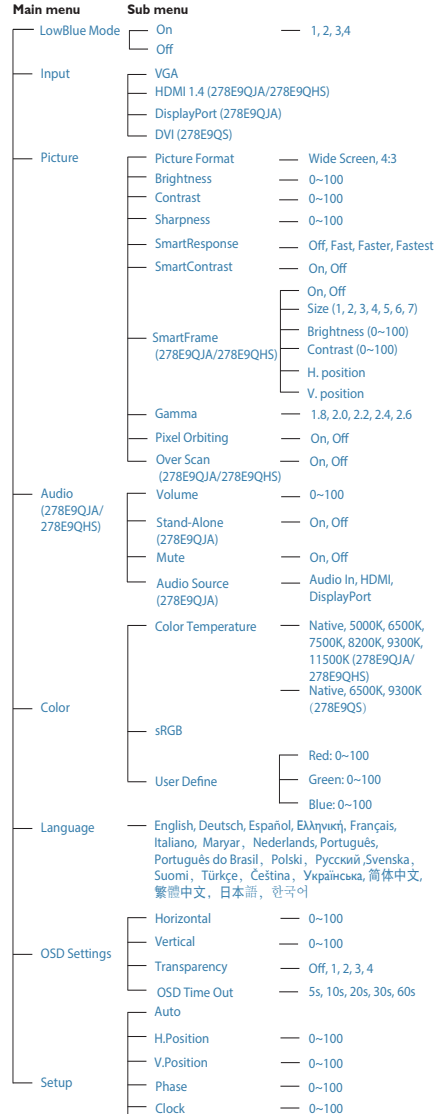 Main menu Sub menu
LowBlue Mode On 1, 2, 3,4
Off
Input VGA
HDMI 1.4 (278E9QJA/278E9QHS)
DisplayPort (278E9QJA)
DVI (278E9QS)
Picture Picture Format Wide Screen, 4:3
Brightness 0~100
Contrast 0~100
Sharpness 0~100
SmartResponse Off, Fast, Faster, Fastest
SmartContrast On, Off
SmartFrame
(278E9QJA/278E9QHS)
On, Off
Size (1, 2, 3, 4, 5, 6, 7)
Brightness (0~100)
Contrast (0~100)
H. position
V. position
Gamma 1.8, 2.0, 2.2, 2.4, 2.6
Pixel Orbiting On, Off
Over Scan On, Off
(278E9QJA/278E9QHS)
Audio
(278E9QJA/
278E9QHS)
Volume 0~100
Stand-Alone On, Off
(278E9QJA)
Mute On, Off
Audio Source
(278E9QJA)
Audio In, HDMI,
DisplayPort
Color
Color Temperature
Native, 5000K, 6500K,
7500K, 8200K, 9300K,
11500K (278E9QJA/
278E9QHS)
Native, 6500K, 9300K
(278E9QS)
sRGB
User Define
Red: 0~100
Green: 0~100
Blue: 0~100
Language
English, Deutsch, Español, Ελληνική, Français,
Italiano, Maryar, Nederlands, Português,
Português do Brasil, Polski, Русский ,Svenska,
Suomi, Türkçe, Čeština, Українська, 简体中文,
繁體中文, 日本語, 한국어
OSD Settings
Horizontal 0~100
Vertical 0~100
Transparency Off, 1, 2, 3, 4
OSD Time Out 5s, 10s, 20s, 30s, 60s
Setup
Auto
H.Position 0~100
V.Position 0~100
Phase 0~100
Clock 0~100